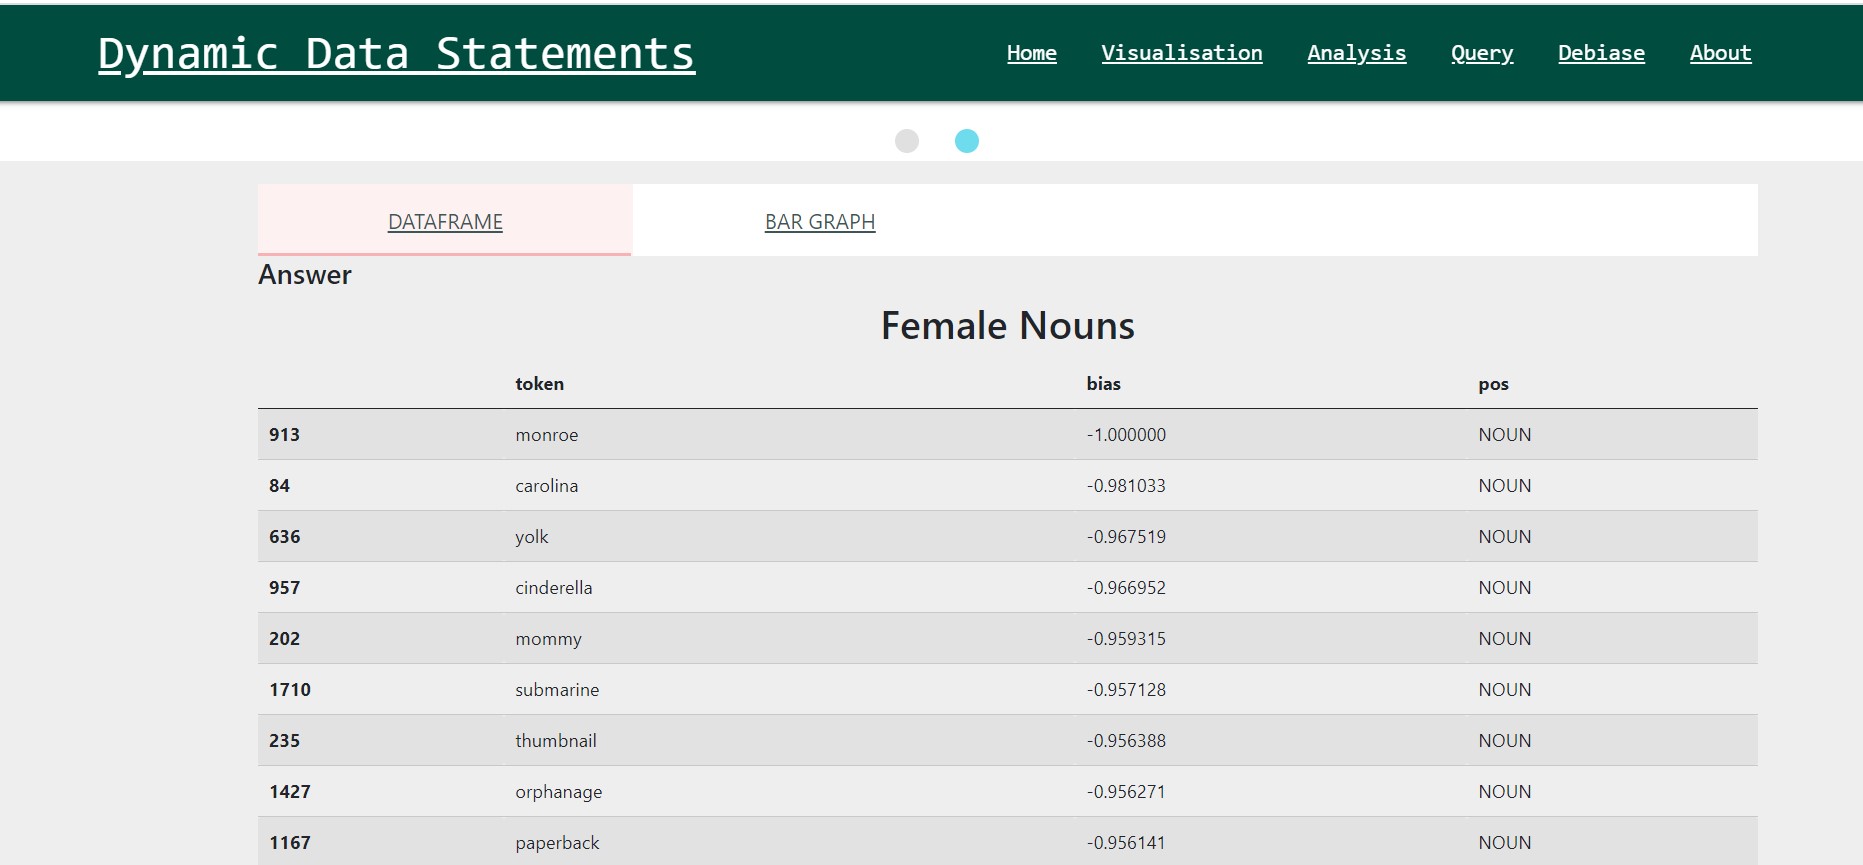 Dynamic Data Statements Home Visualisation Analysis Query Debiase About
DATAFRAME BAR GRAPH
Answer
Female Nouns
token bias pos
913 monroe -1.000000 NOUN
84 carolina -0.981033 NOUN
636 yolk -0.967519 NOUN
957 cinderella -0.966952 NOUN
202 mommy -0.959315 NOUN
1710 submarine -0.957128 NOUN
235 thumbnail -0.956388 NOUN
1427 orphanage -0.956271 NOUN
1167 paperback -0.956141 NOUN